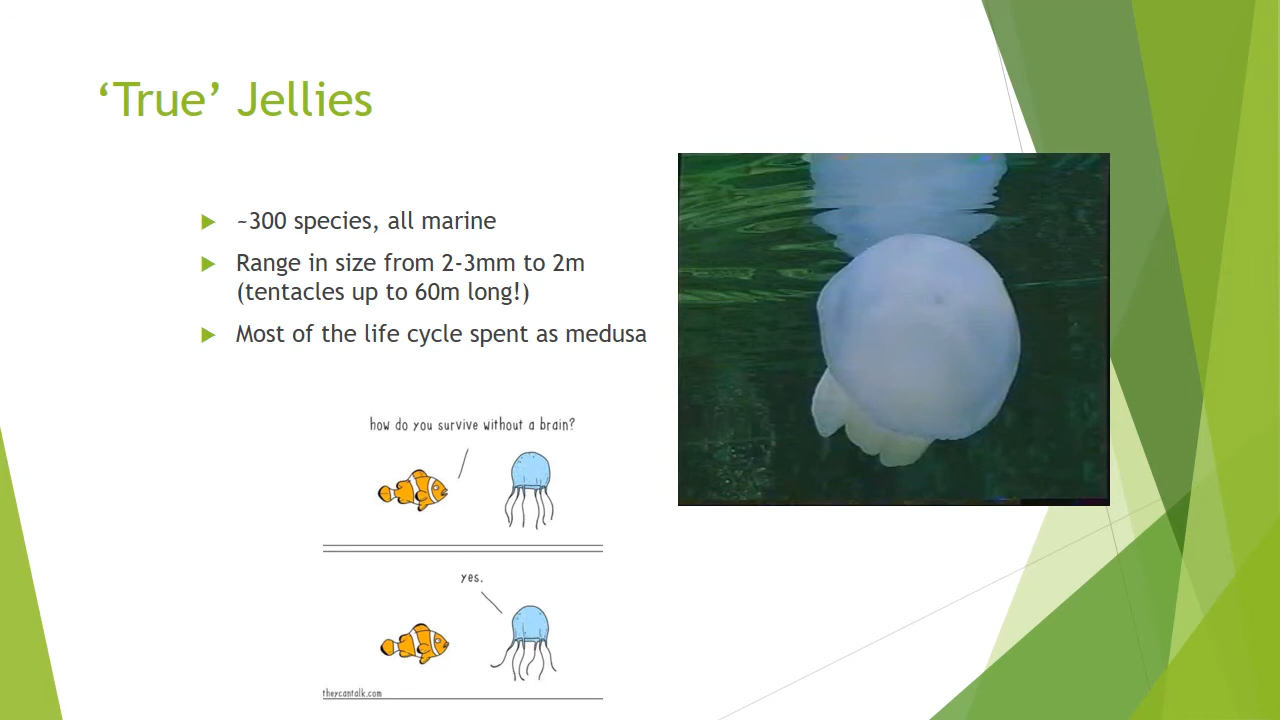 ‘True’ Jellies
~300 species, all marine
Range in size from 2-3mm to 2m
(tentacles up to 60m long!)
Most of the life cycle spent as medusa
how do you survive without a brain?
yes.
theycantalk.com